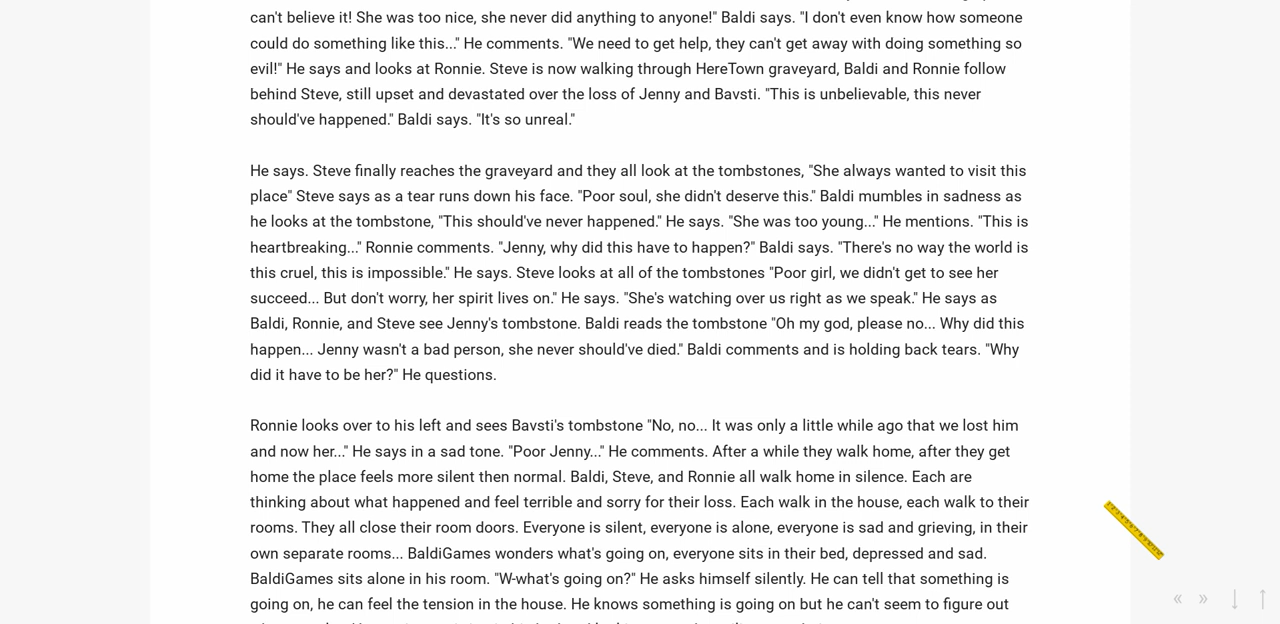 can't believe it! She was too nice, she never did anything to anyone!" Baldi says. "I don't even know how someone
could do something like this..." He comments. "We need to get help, they can't get away with doing something so
evil!" He says and looks at Ronnie. Steve is now walking through HereTown graveyard, Baldi and Ronnie follow
behind Steve, still upset and devastated over the loss of Jenny and Bavsti. "This is unbelievable, this never
should've happened." Baldi says. "It's so unreal."
He says. Steve finally reaches the graveyard and they all look at the tombstones, "She always wanted to visit this
place" Steve says as a tear runs down his face. "Poor soul, she didn't deserve this." Baldi mumbles in sadness as
he looks at the tombstone, "This should've never happened." He says. "She was too young..." He mentions. "This is
heartbreaking..." Ronnie comments. "Jenny, why did this have to happen?" Baldi says. "There's no way the world is
this cruel, this is impossible." He says. Steve looks at all of the tombstones "Poor girl, we didn't get to see her
succeed... But don't worry, her spirit lives on." He says. "She's watching over us right as we speak." He says as
Baldi, Ronnie, and Steve see Jenny's tombstone. Baldi reads the tombstone "Oh my god, please no... Why did this
happen... Jenny wasn't a bad person, she never should've died." Baldi comments and is holding back tears. "Why
did it have to be her?" He questions.
Ronnie looks over to his left and sees Bavsti's tombstone "No, no... It was only a little while ago that we lost him
and now her..." He says in a sad tone. "Poor Jenny..." He comments. After a while they walk home, after they get
home the place feels more silent then normal. Baldi, Steve, and Ronnie all walk home in silence. Each are
thinking about what happened and feel terrible and sorry for their loss. Each walk in the house, each walk to their
rooms. They all close their room doors. Everyone is silent, everyone is alone, everyone is sad and grieving, in their
own separate rooms... BaldiGames wonders what's going on, everyone sits in their bed, depressed and sad.
BaldiGames sits alone in his room. "W-what's going on?" He asks himself silently. He can tell that something is
going on, he can feel the tension in the house. He knows something is going on but he can't seem to figure out